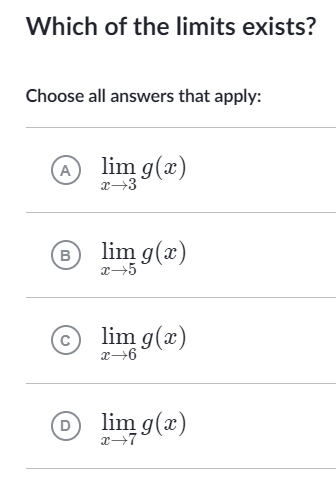 Which of the limits exists?
Choose all answers that apply:
A lim g(x)
x→3
B lim g(x)
x→5
C lim g(x)
x→6
D lim g(x)
x→7